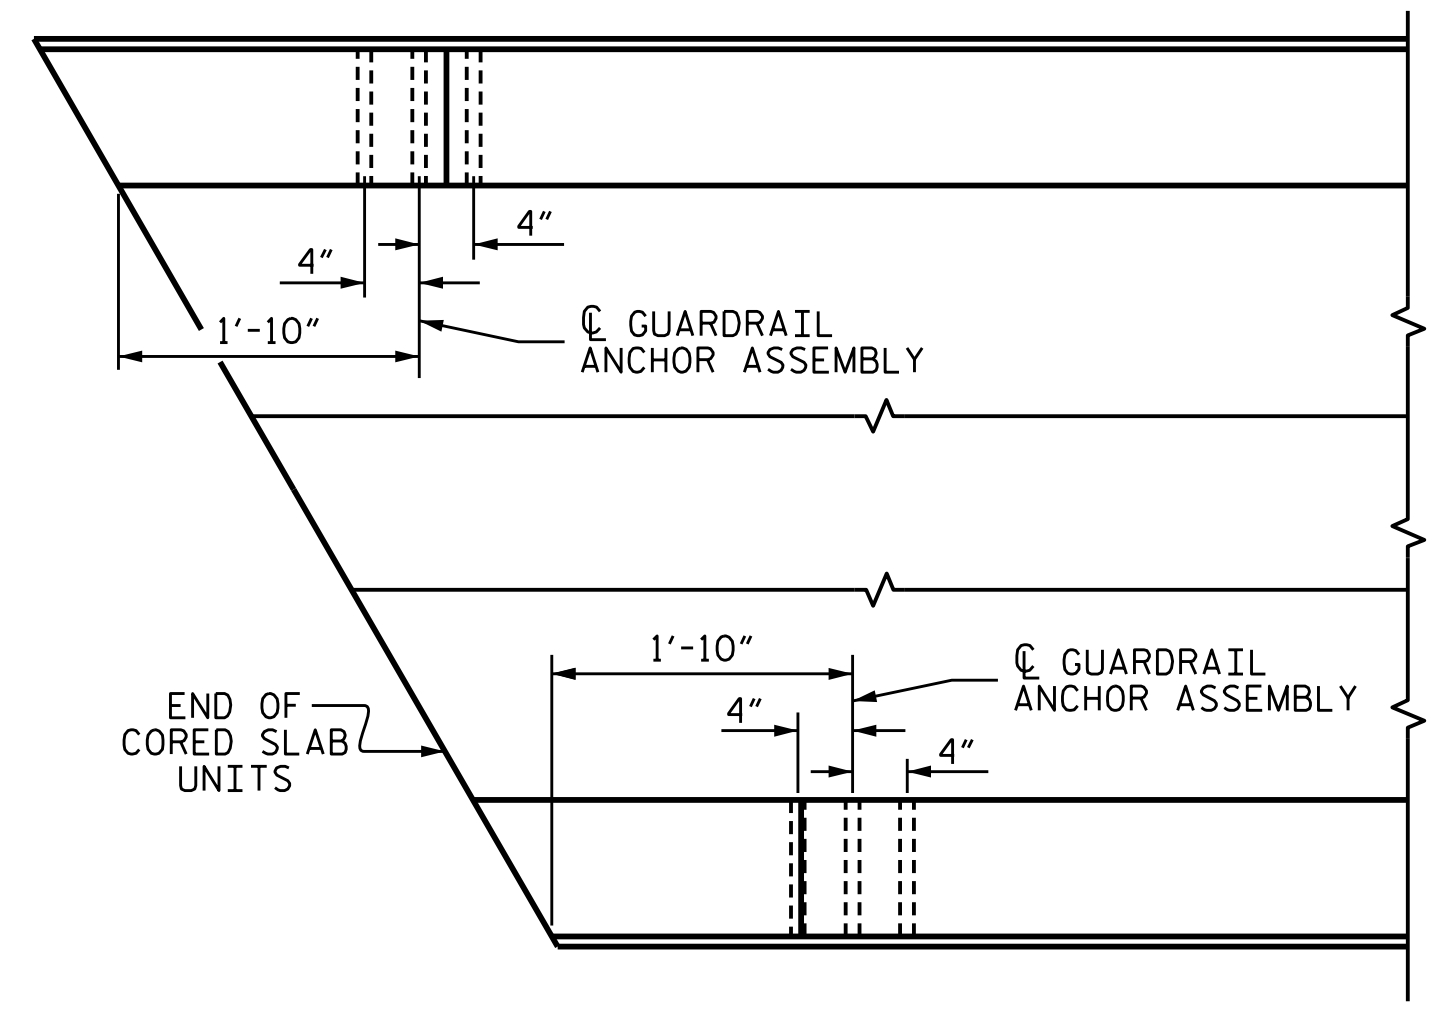 4″
4″
1′-10″
℄ GUARDRAIL
ANCHOR ASSEMBLY
1′-10″
℄ GUARDRAIL
ANCHOR ASSEMBLY
4″
4″
END OF
CORED SLAB
UNITS